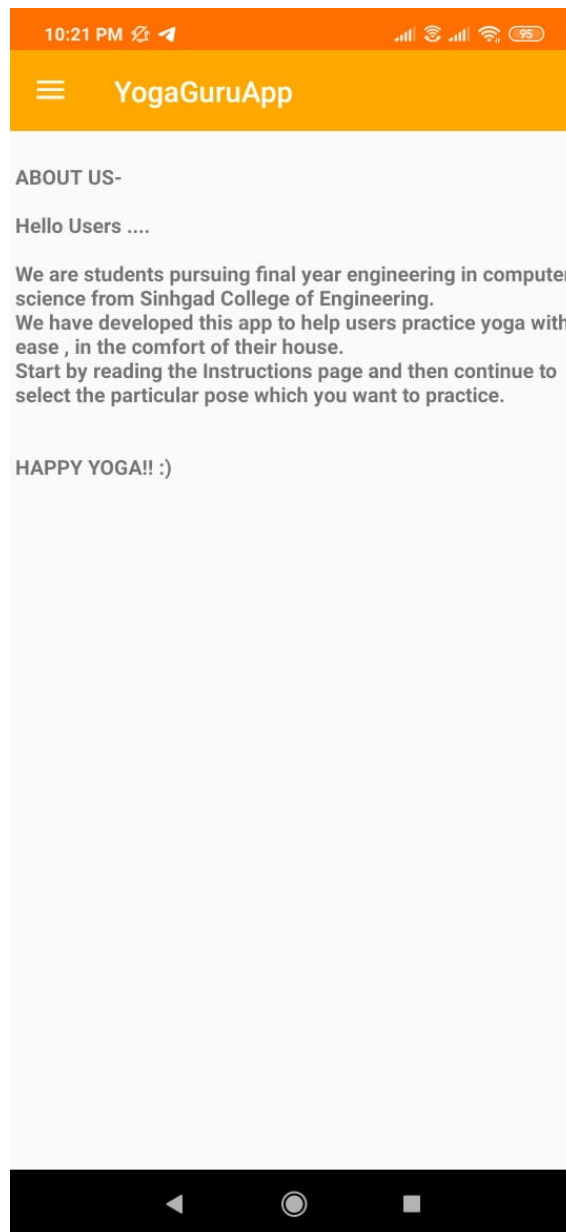 10:21 PM
95
YogaGuruApp
ABOUT US-
Hello Users ....
We are students pursuing final year engineering in computer
science from Sinhgad College of Engineering.
We have developed this app to help users practice yoga with
ease , in the comfort of their house.
Start by reading the Instructions page and then continue to
select the particular pose which you want to practice.
HAPPY YOGA!! :)